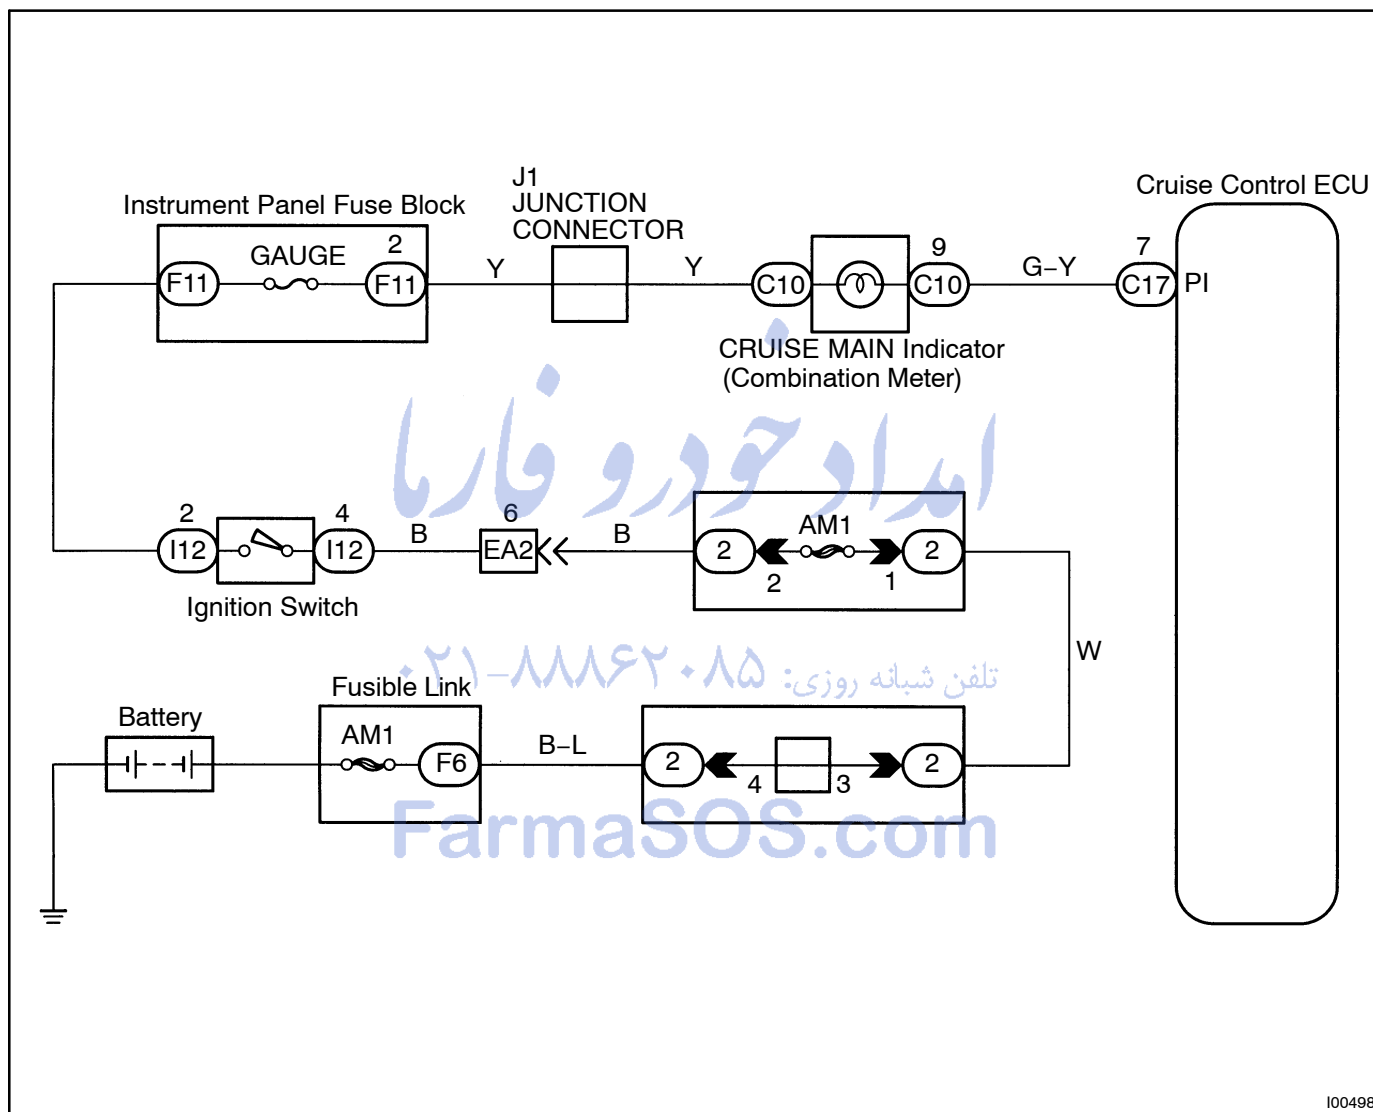 Cruise Control ECU
J1
JUNCTION
CONNECTOR
Instrument Panel Fuse Block
GAUGE
2
F11
F11
Y
Y
C10
9
C10
G–Y
7
C17
PI
CRUISE MAIN Indicator
(Combination Meter)
امداد خودرو فارما
2
I12
4
I12
B
6
EA2
B
2
AM1
2
2
1
Ignition Switch
W
تلفن شبانه روزی: ۸۸۸۶۲۰۸۵-۰۲۱
Fusible Link
Battery
AM1
F6
B–L
2
2
4
3
FarmaSOS.com
I00498